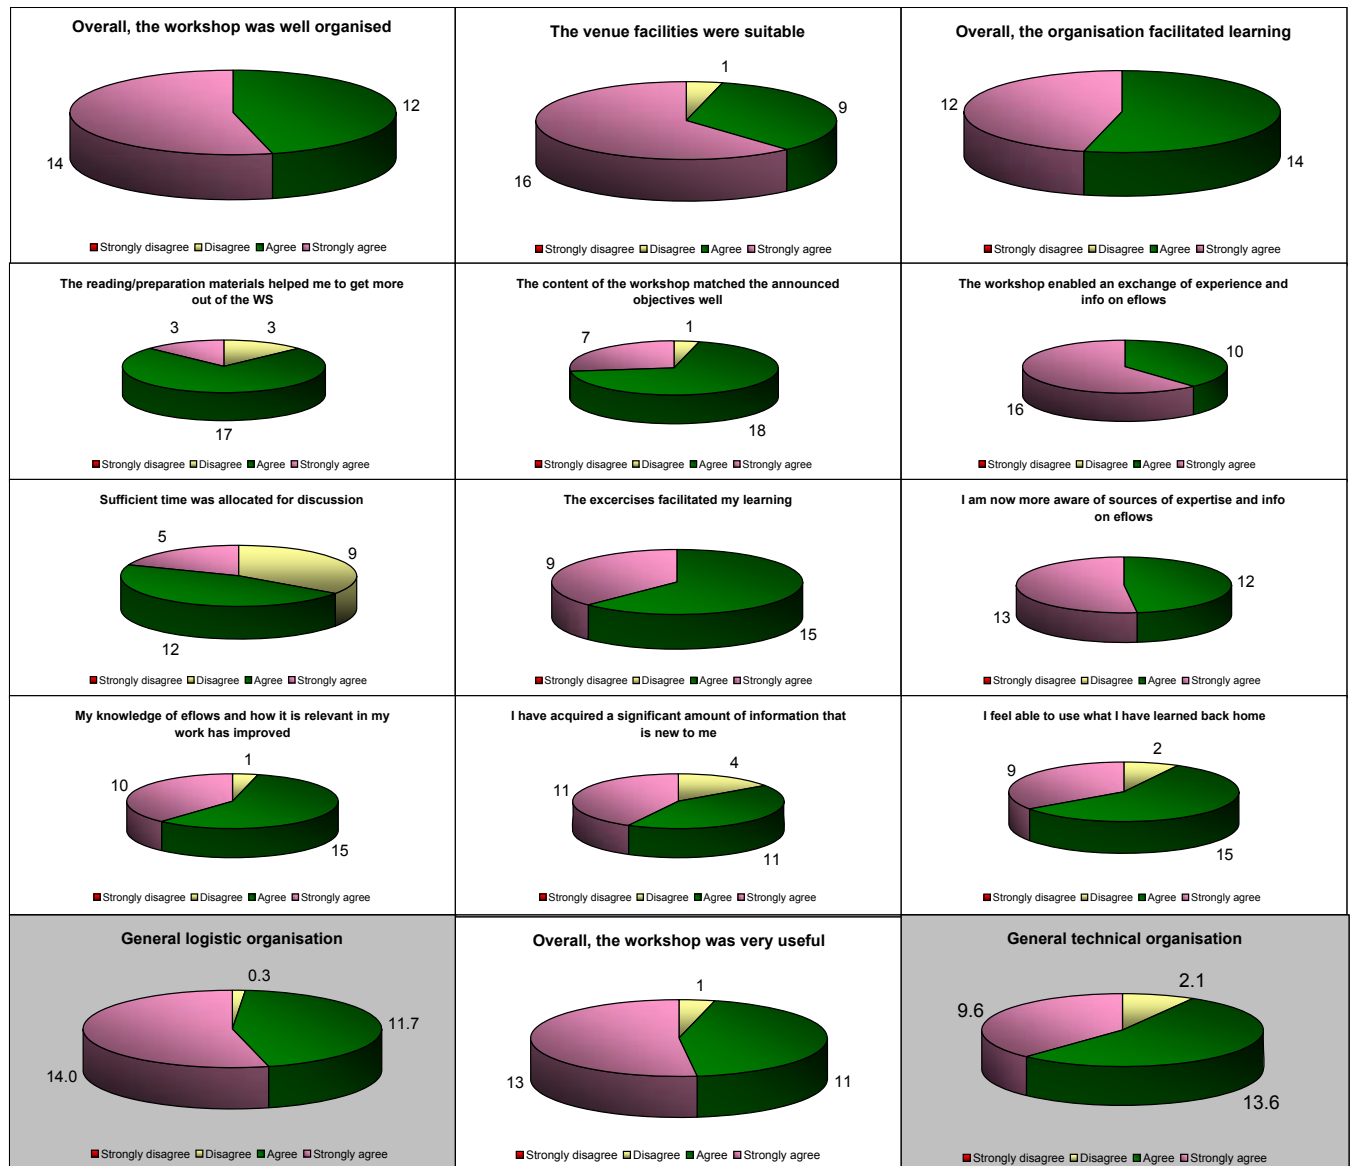 Overall, the workshop was well organised
12
14
Strongly disagree Disagree Agree Strongly agree
The venue facilities were suitable
1
9
16
Strongly disagree Disagree Agree Strongly agree
Overall, the organisation facilitated learning
12
14
Strongly disagree Disagree Agree Strongly agree
The reading/preparation materials helped me to get more
out of the WS
3 3
17
Strongly disagree Disagree Agree Strongly agree
The content of the workshop matched the announced
objectives well
1
7
18
Strongly disagree Disagree Agree Strongly agree
The workshop enabled an exchange of experience and
info on eflows
10
16
Strongly disagree Disagree Agree Strongly agree
Sufficient time was allocated for discussion
5
9
12
Strongly disagree Disagree Agree Strongly agree
The excercises facilitated my learning
9
15
Strongly disagree Disagree Agree Strongly agree
I am now more aware of sources of expertise and info
on eflows
12
13
Strongly disagree Disagree Agree Strongly agree
My knowledge of eflows and how it is relevant in my
work has improved
1
10
15
Strongly disagree Disagree Agree Strongly agree
I have acquired a significant amount of information that
is new to me
4
11
11
Strongly disagree Disagree Agree Strongly agree
I feel able to use what I have learned back home
2
9
15
Strongly disagree Disagree Agree Strongly agree
General logistic organisation
0.3
11.7
14.0
Strongly disagree Disagree Agree Strongly agree
Overall, the workshop was very useful
1
13 11
Strongly disagree Disagree Agree Strongly agree
General technical organisation
2.1
9.6
13.6
Strongly disagree Disagree Agree Strongly agree